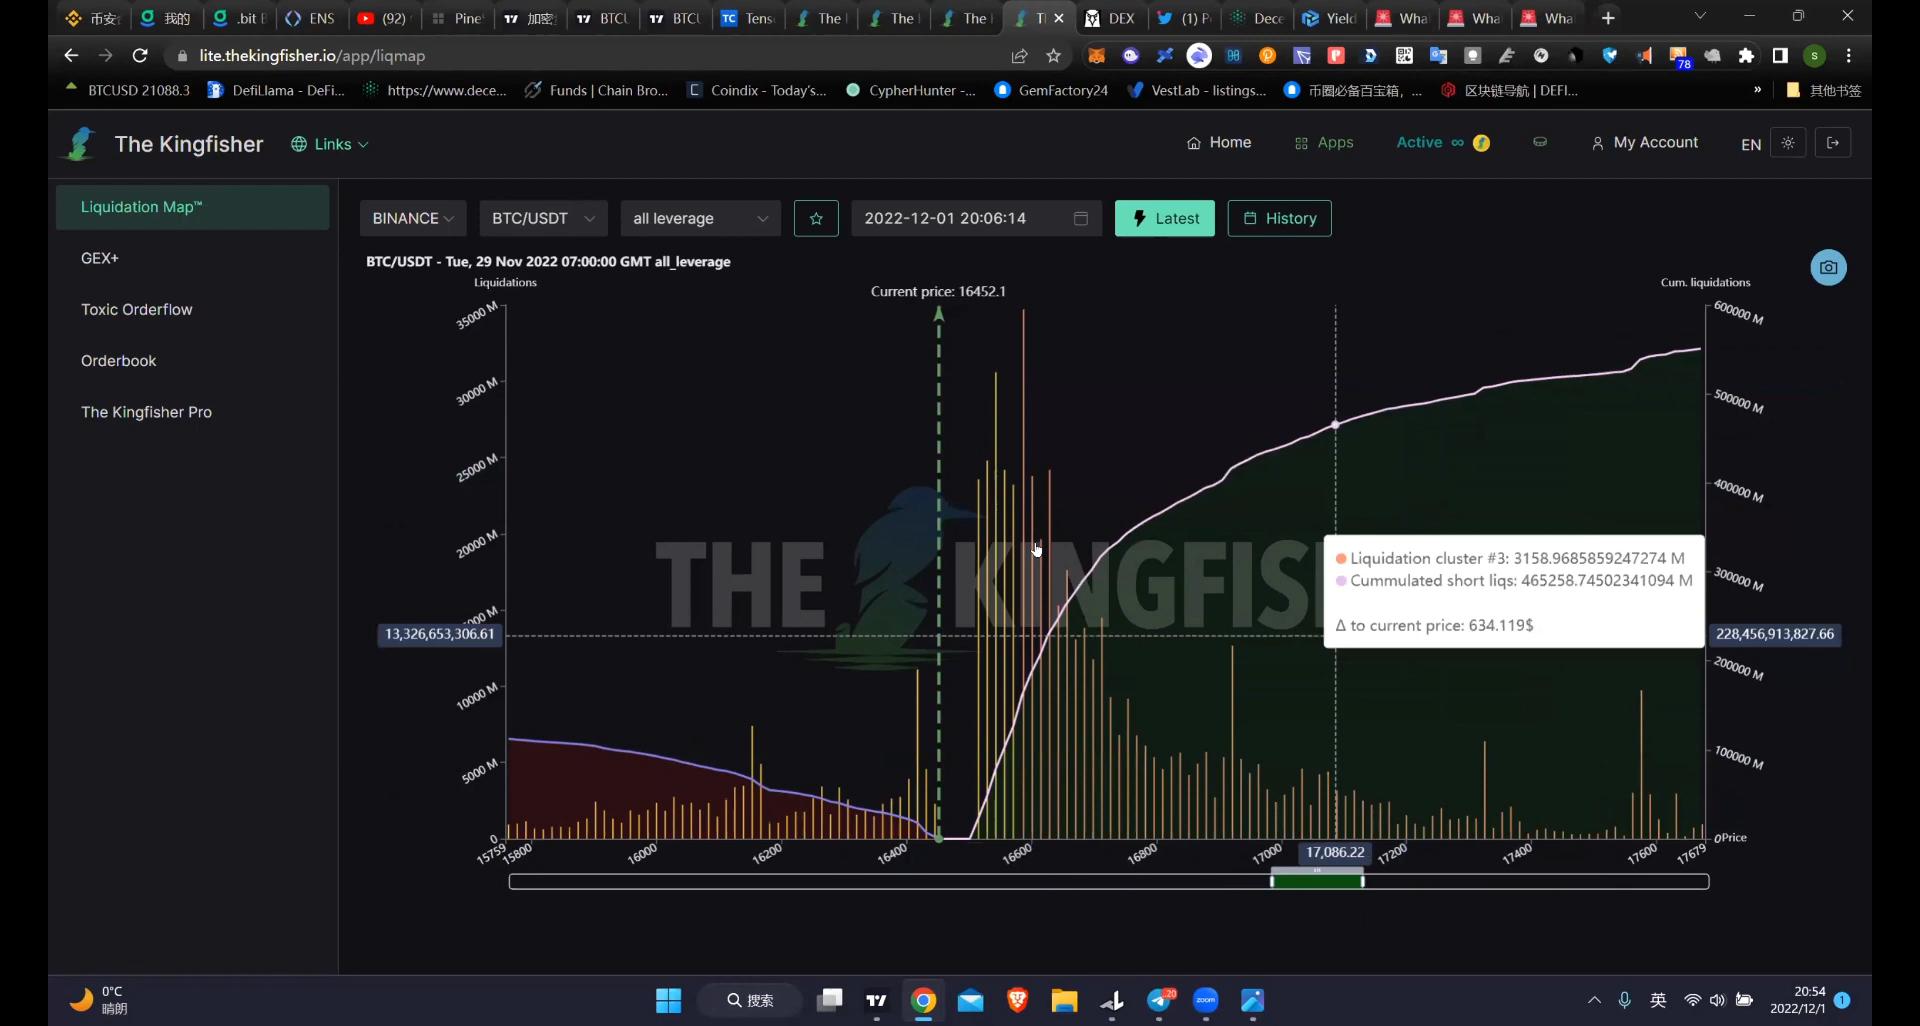 币安
我的
.bit
ENS
(92)
Pine
加密
BTCU
BTCU
Tens
The
The
The
DEX
(1)
Dece
Yield
Wha
Wha
Wha
lite.thekingfisher.io/app/liqmap
78
S
BTCUSD 21088.3
DefiLlama - DeFi...
https://www.dece...
Funds | Chain Bro...
Coindix - Today's...
CypherHunter -...
GemFactory24
VestLab - listings...
币圈必备百宝箱，...
区块链导航 | DEFI...
»
其他书签
The Kingfisher
Links
Home
Apps
Active ∞
My Account
EN
Liquidation Map™
GEX+
Toxic Orderflow
Orderbook
The Kingfisher Pro
BINANCE
BTC/USDT
all leverage
2022-12-01 20:06:14
Latest
History
BTC/USDT - Tue, 29 Nov 2022 07:00:00 GMT all_leverage
Liquidations
Cum. liquidations
Current price: 16452.1
35000 M
30000 M
25000 M
20000 M
10000 M
5000 M
0
600000 M
500000 M
400000 M
300000 M
200000 M
100000 M
0
Price
THE KINGFIS
Liquidation cluster #3: 3158.9685859247274 M
Cummulated short liqs: 465258.74502341094 M
Δ to current price: 634.119$
13,326,653,306.61
228,456,913,827.66
15759
15800
16000
16200
16400
16600
16800
17000
17,086.22
17200
17400
17600
17679
0°C
晴朗
搜索
20
zoom
英
20:54
2022/12/1
1